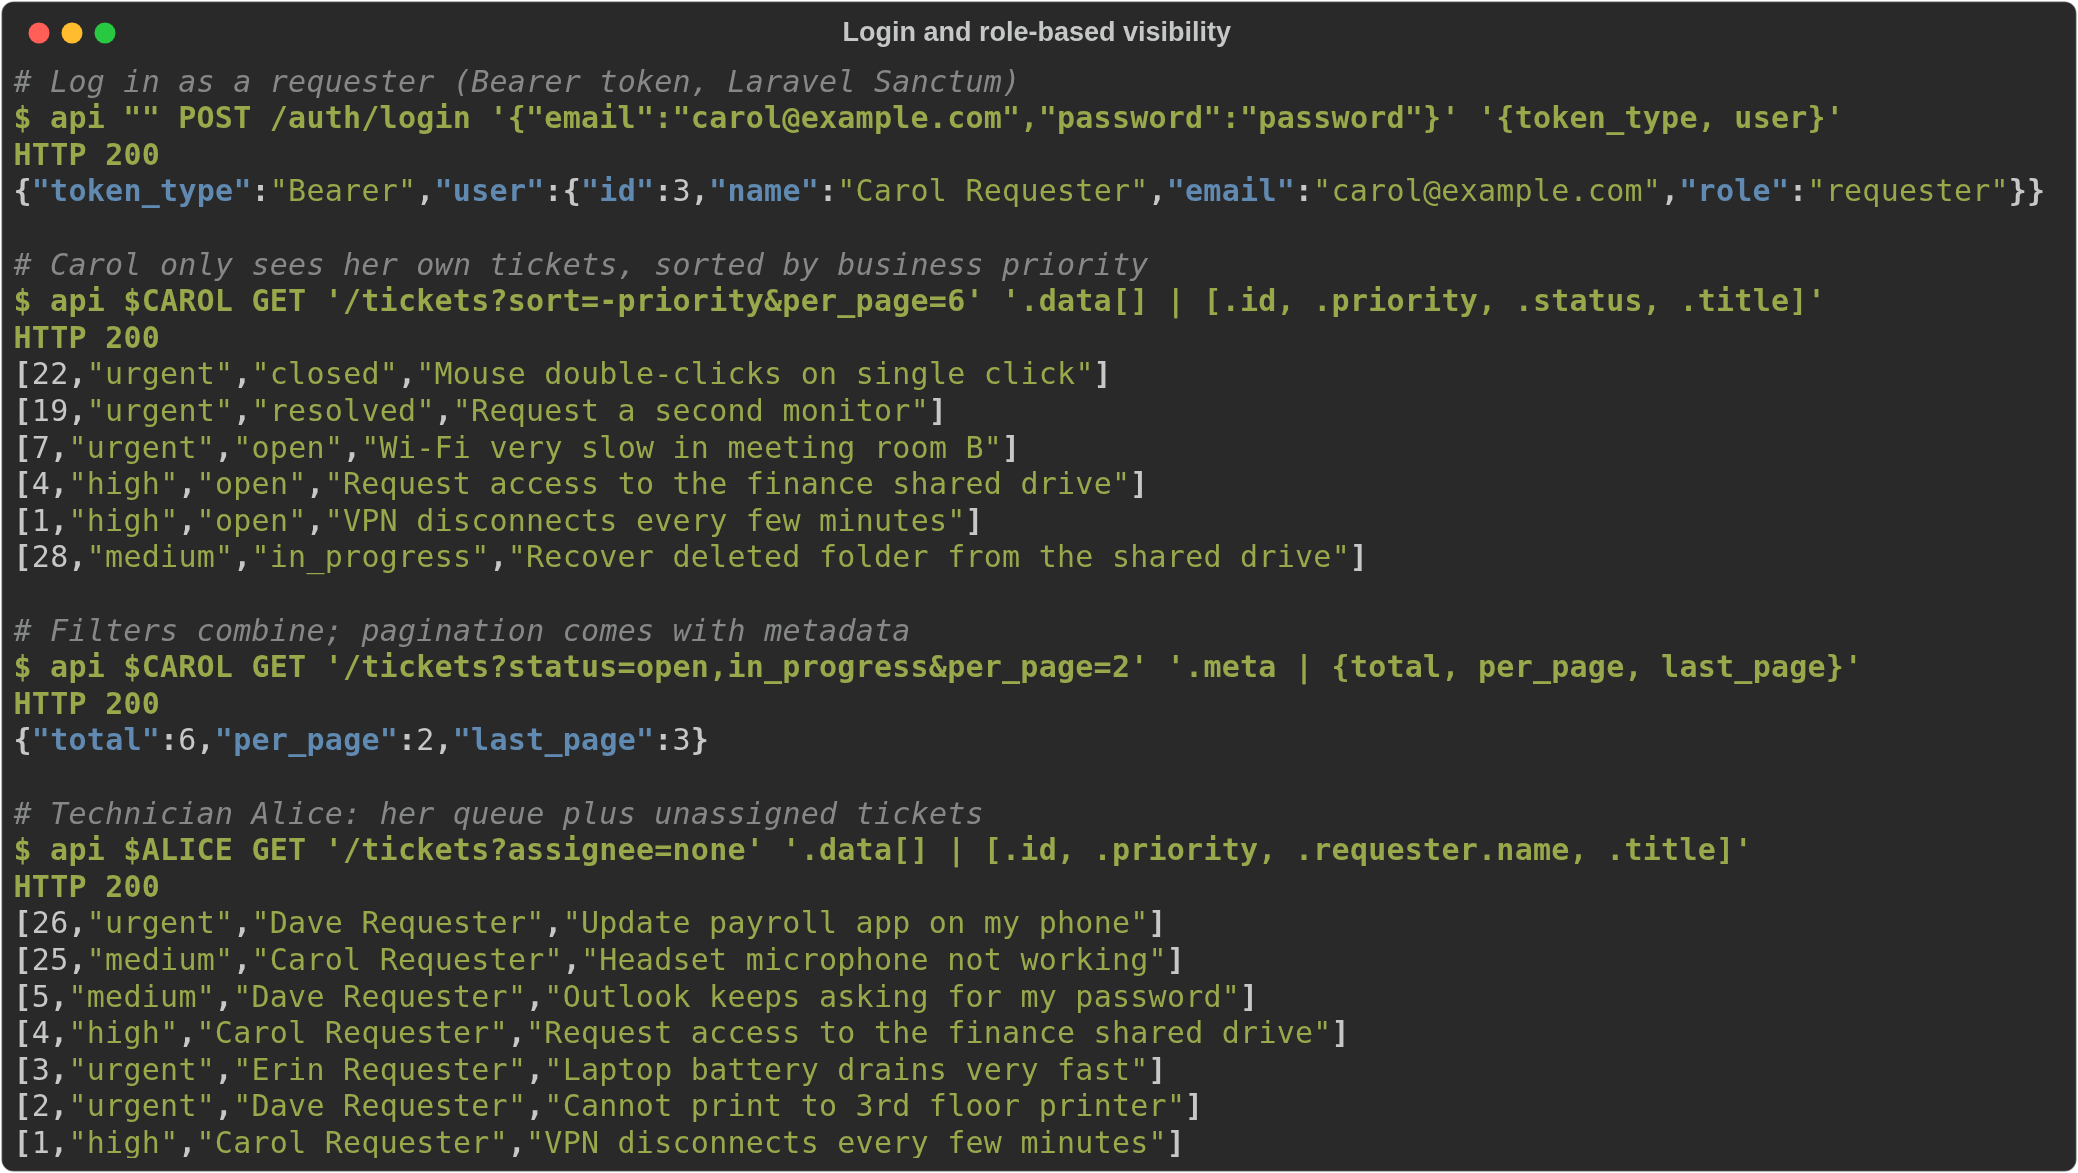 Login and role-based visibility
# Log in as a requester (Bearer token, Laravel Sanctum)
$ api "" POST /auth/login '{"email":"carol@example.com","password":"password"}' '{token_type, user}'
HTTP 200
{"token_type":"Bearer","user":{"id":3,"name":"Carol Requester","email":"carol@example.com","role":"requester"}}
# Carol only sees her own tickets, sorted by business priority
$ api $CAROL GET '/tickets?sort=-priority&per_page=6' '.data[] | [.id, .priority, .status, .title]'
HTTP 200
[22,"urgent","closed","Mouse double-clicks on single click"]
[19,"urgent","resolved","Request a second monitor"]
[7,"urgent","open","Wi-Fi very slow in meeting room B"]
[4,"high","open","Request access to the finance shared drive"]
[1,"high","open","VPN disconnects every few minutes"]
[28,"medium","in_progress","Recover deleted folder from the shared drive"]
# Filters combine; pagination comes with metadata
$ api $CAROL GET '/tickets?status=open,in_progress&per_page=2' '.meta | {total, per_page, last_page}'
HTTP 200
{"total":6,"per_page":2,"last_page":3}
# Technician Alice: her queue plus unassigned tickets
$ api $ALICE GET '/tickets?assignee=none' '.data[] | [.id, .priority, .requester.name, .title]'
HTTP 200
[26,"urgent","Dave Requester","Update payroll app on my phone"]
[25,"medium","Carol Requester","Headset microphone not working"]
[5,"medium","Dave Requester","Outlook keeps asking for my password"]
[4,"high","Carol Requester","Request access to the finance shared drive"]
[3,"urgent","Erin Requester","Laptop battery drains very fast"]
[2,"urgent","Dave Requester","Cannot print to 3rd floor printer"]
[1,"high","Carol Requester","VPN disconnects every few minutes"]